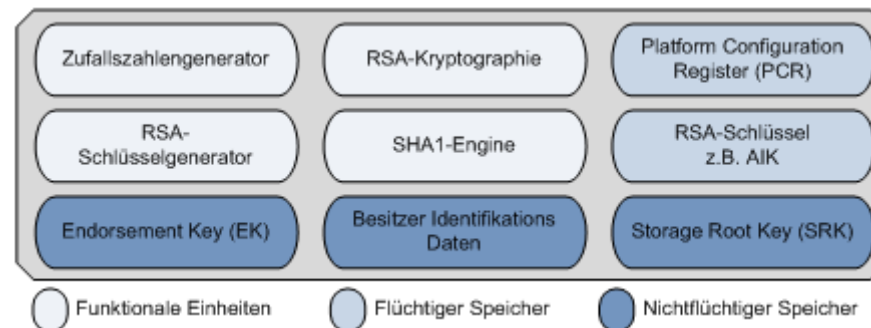 Zufallszahlengenerator
RSA-Kryptographie
Platform Configuration
Register (PCR)
RSA-
Schlüsselgenerator
SHA1-Engine
RSA-Schlüssel
z.B. AIK
Endorsement Key (EK)
Besitzer Identifikations
Daten
Storage Root Key (SRK)
Funktionale Einheiten
Flüchtiger Speicher
Nichtflüchtiger Speicher